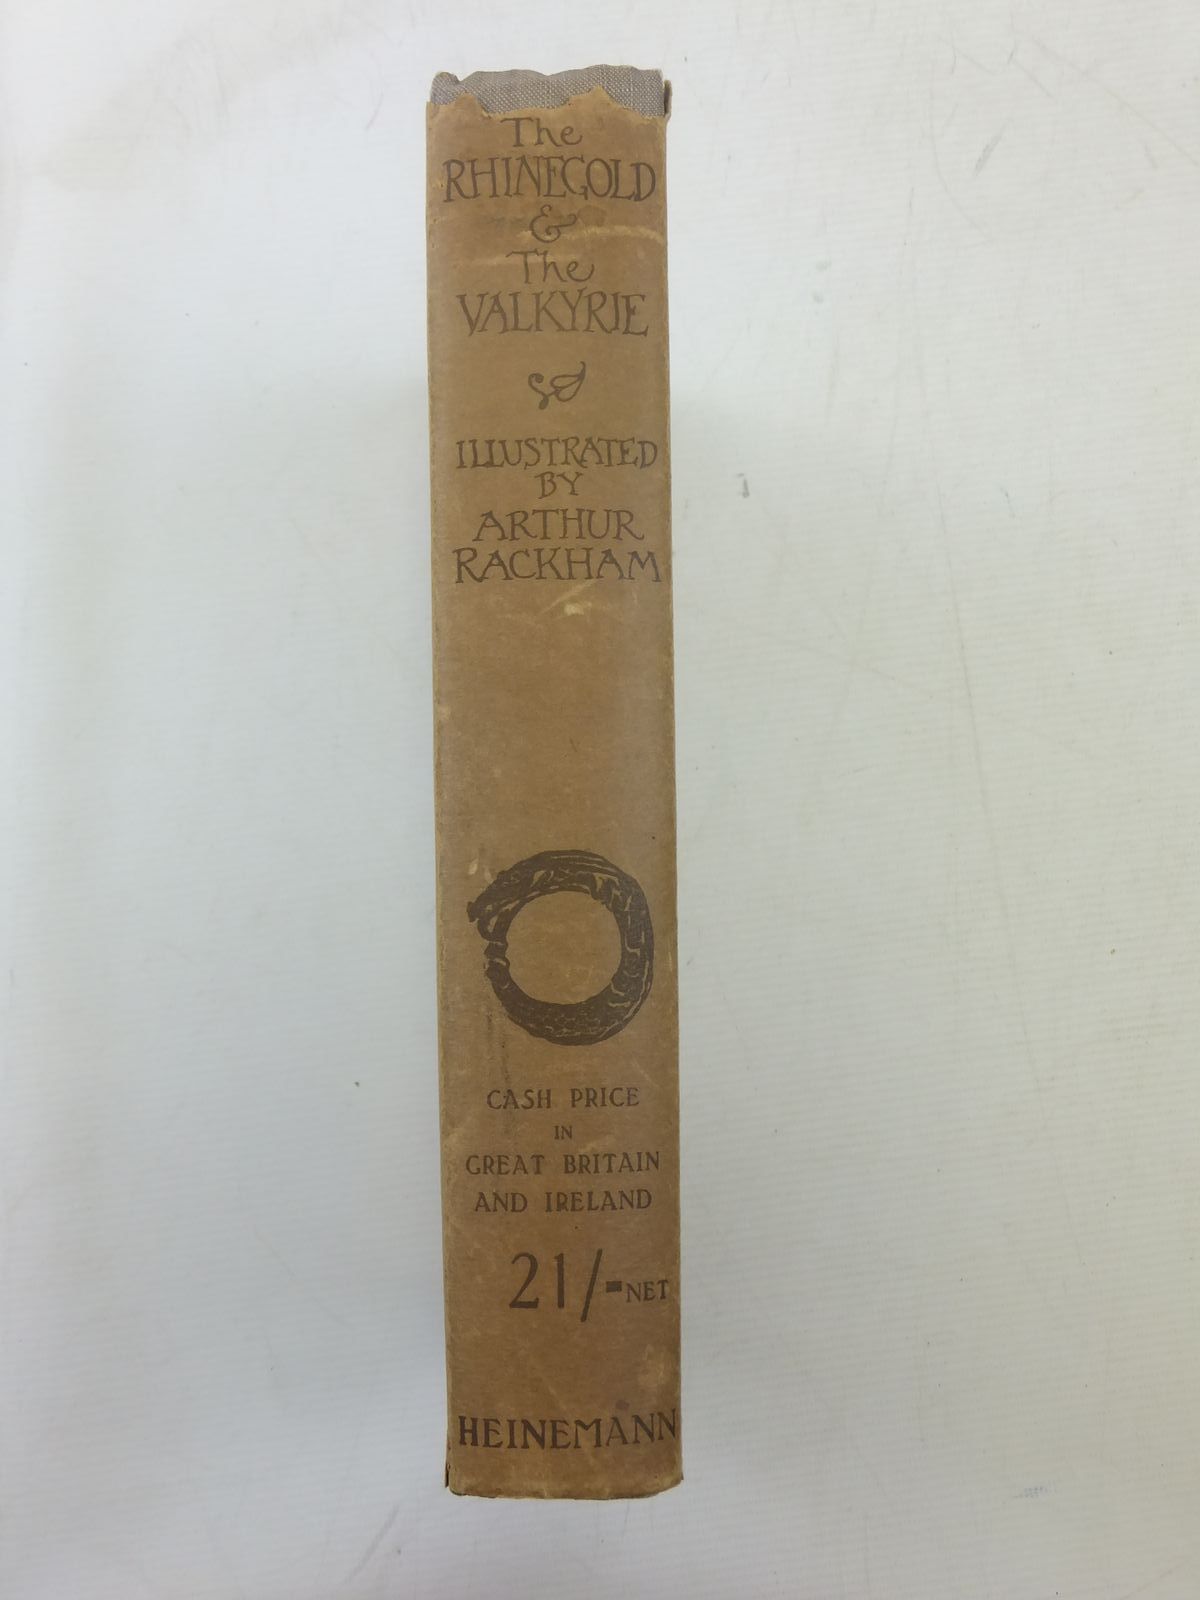 The
RHINEGOLD
&
The
VALKYRIE
ILLUSTRATED
BY
ARTHUR
RACKHAM
CASH PRICE
IN
GREAT BRITAIN
AND IRELAND
21/- NET
HEINEMANN